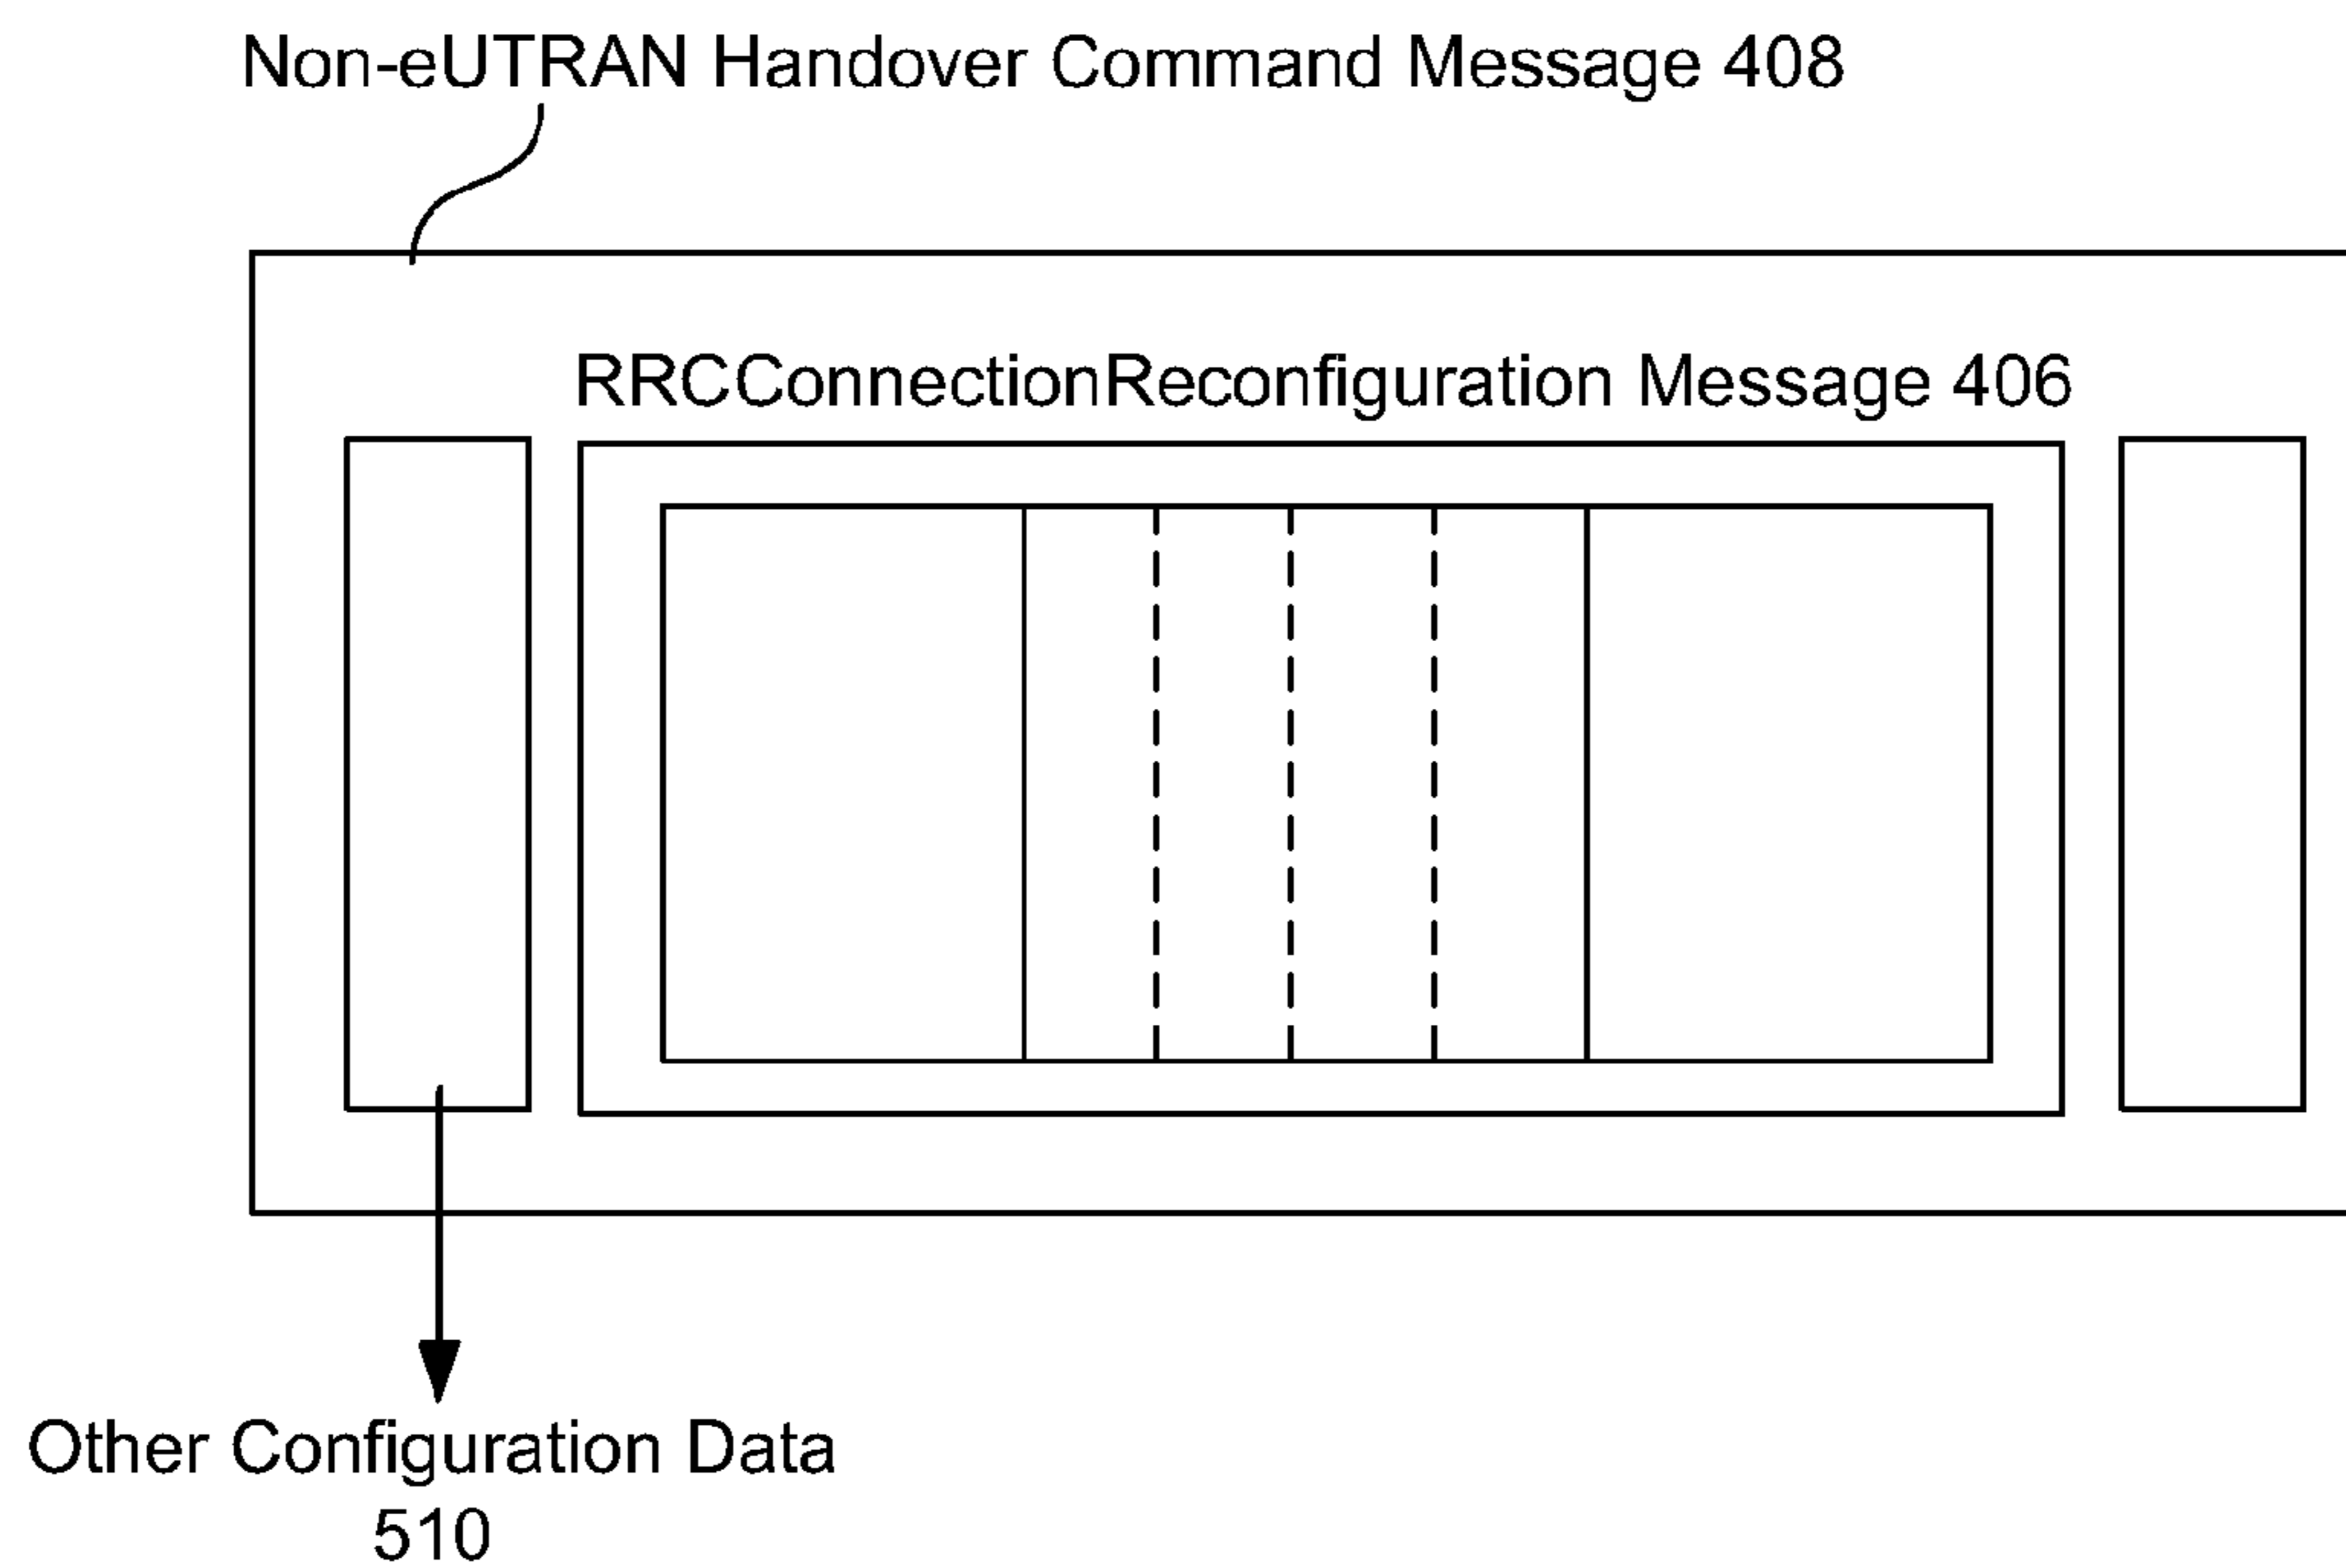 Non-eUTRAN Handover Command Message 408
RRCConnectionReconfiguration Message 406
Other Configuration Data
510